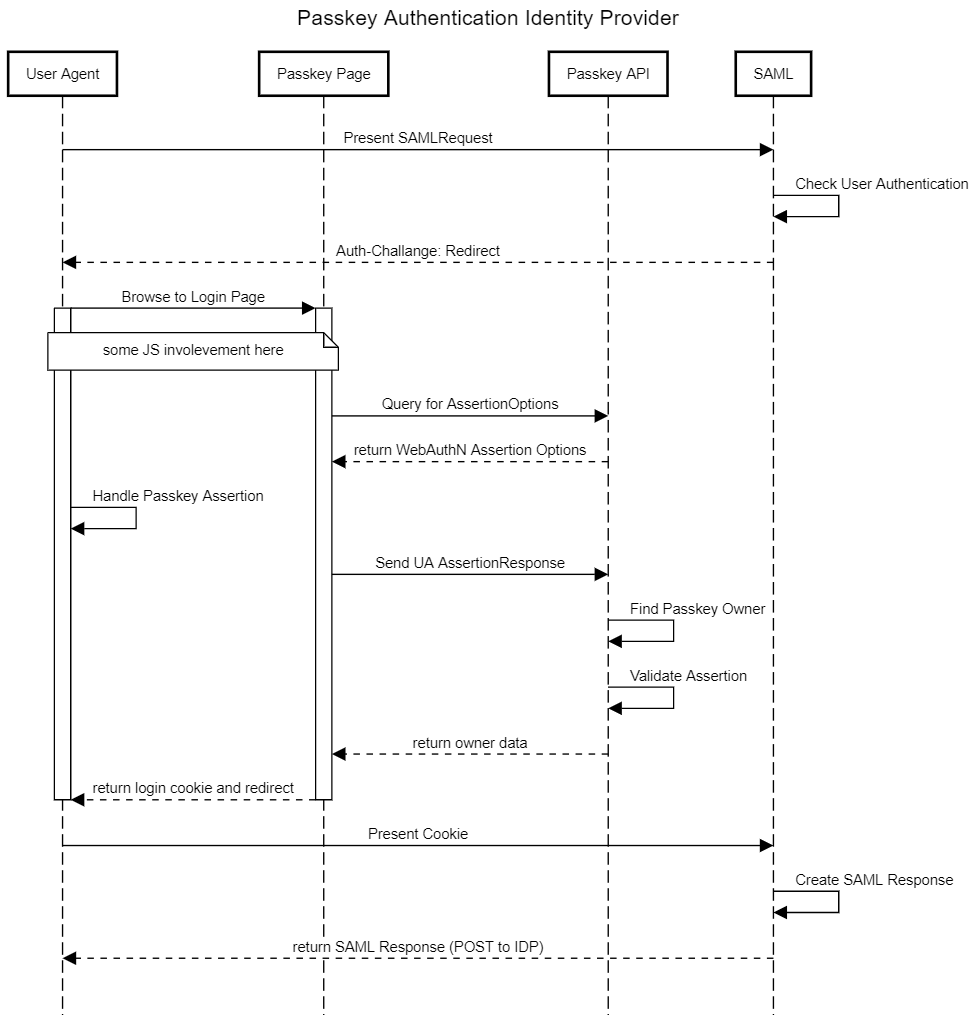 Passkey Authentication Identity Provider
User Agent
Passkey Page
Passkey API
SAML
Present SAMLRequest
Check User Authentication
Auth-Challange: Redirect
Browse to Login Page
some JS involevement here
Query for AssertionOptions
return WebAuthN Assertion Options
Handle Passkey Assertion
Send UA AssertionResponse
Find Passkey Owner
Validate Assertion
return owner data
return login cookie and redirect
Present Cookie
Create SAML Response
return SAML Response (POST to IDP)